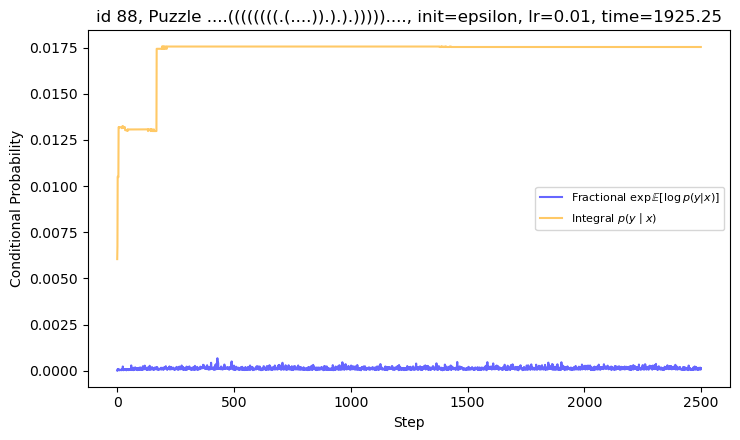 id 88, Puzzle ....((((((((.(....)).).).)))))...., init=epsilon, lr=0.01, time=1925.25
Conditional Probability
0.0175
0.0150
0.0125
0.0100
0.0075
0.0050
0.0025
0.0000
Fractional exp𝔼[log p(y|x)]
Integral p(y | x)
0
500
1000
1500
2000
2500
Step